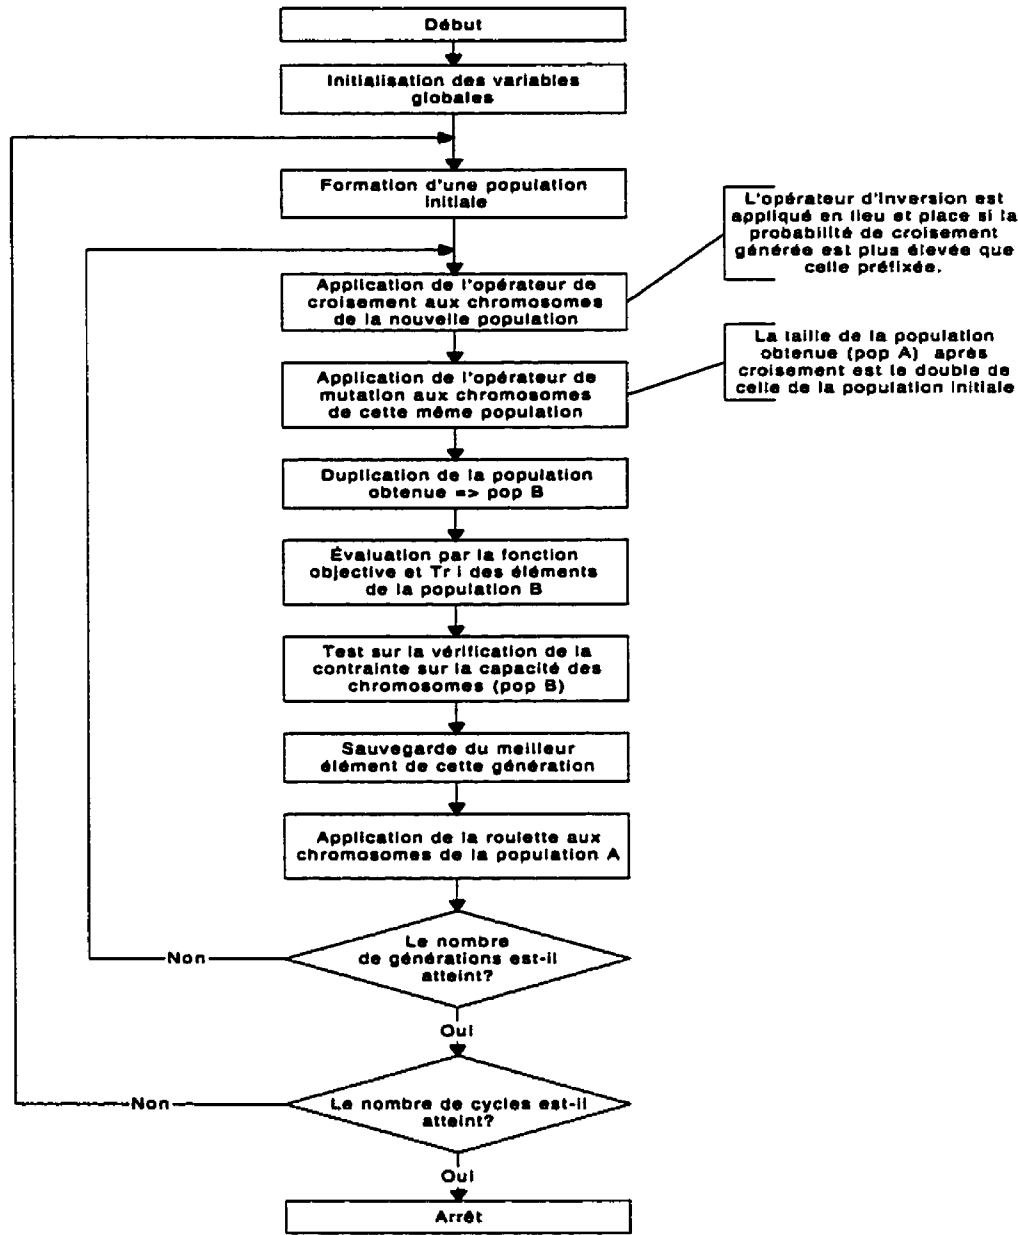 Début
Initialisation des variables
globales
Formation d'une population
initiale
L'opérateur d'inversion est
appliqué en lieu et place si la
probabilité de croisement
générée est plus élevée que
celle préfixée.
Application de l'opérateur de
croisement aux chromosomes
de la nouvelle population
La taille de la population
obtenue (pop A) après
croisement est le double de
celle de la population initiale
Application de l'opérateur de
mutation aux chromosomes
de cette même population
Duplication de la population
obtenue => pop B
Évaluation par la fonction
objective et Tri des éléments
de la population B
Test sur la vérification de la
contrainte sur la capacité des
chromosomes (pop B)
Sauvegarde du meilleur
élément de cette génération
Application de la roulette aux
chromosomes de la population A
Le nombre
de générations est-il
atteint?
Non
Oui
Le nombre de cycles est-il
atteint?
Non
Oui
Arrêt